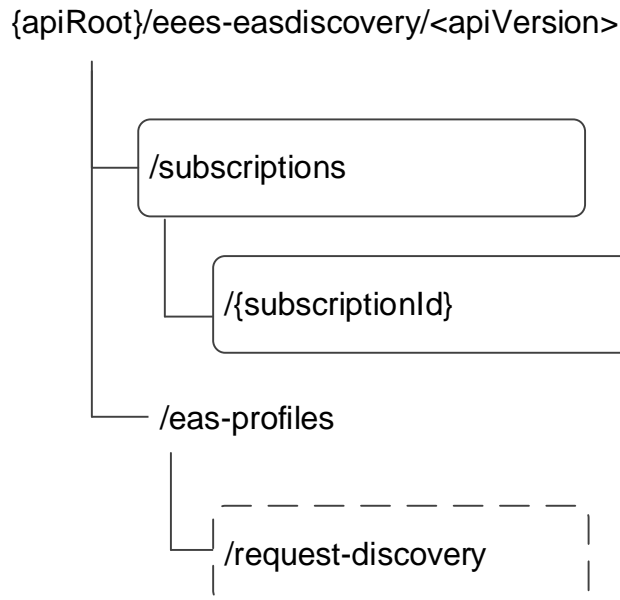 {apiRoot}/eees-easdiscovery/<apiVersion>
/subscriptions
/{subscriptionId}
/eas-profiles
/request-discovery